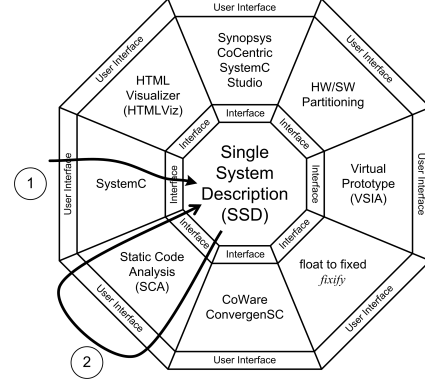 User Interface
User Interface
User Interface
Synopsys
CoCentric
SystemC
Studio
HTML
Visualizer
(HTMLViz)
HW/SW
Partitioning
Interface
Interface
Interface
Single
System
Description
(SSD)
1
User Interface
SystemC
Interface
Interface
Virtual
Prototype
(VSIA)
User Interface
Interface
Interface
Interface
Static Code
Analysis
(SCA)
float to fixed
fixify
CoWare
ConvergenSC
User Interface
User Interface
2
User Interface